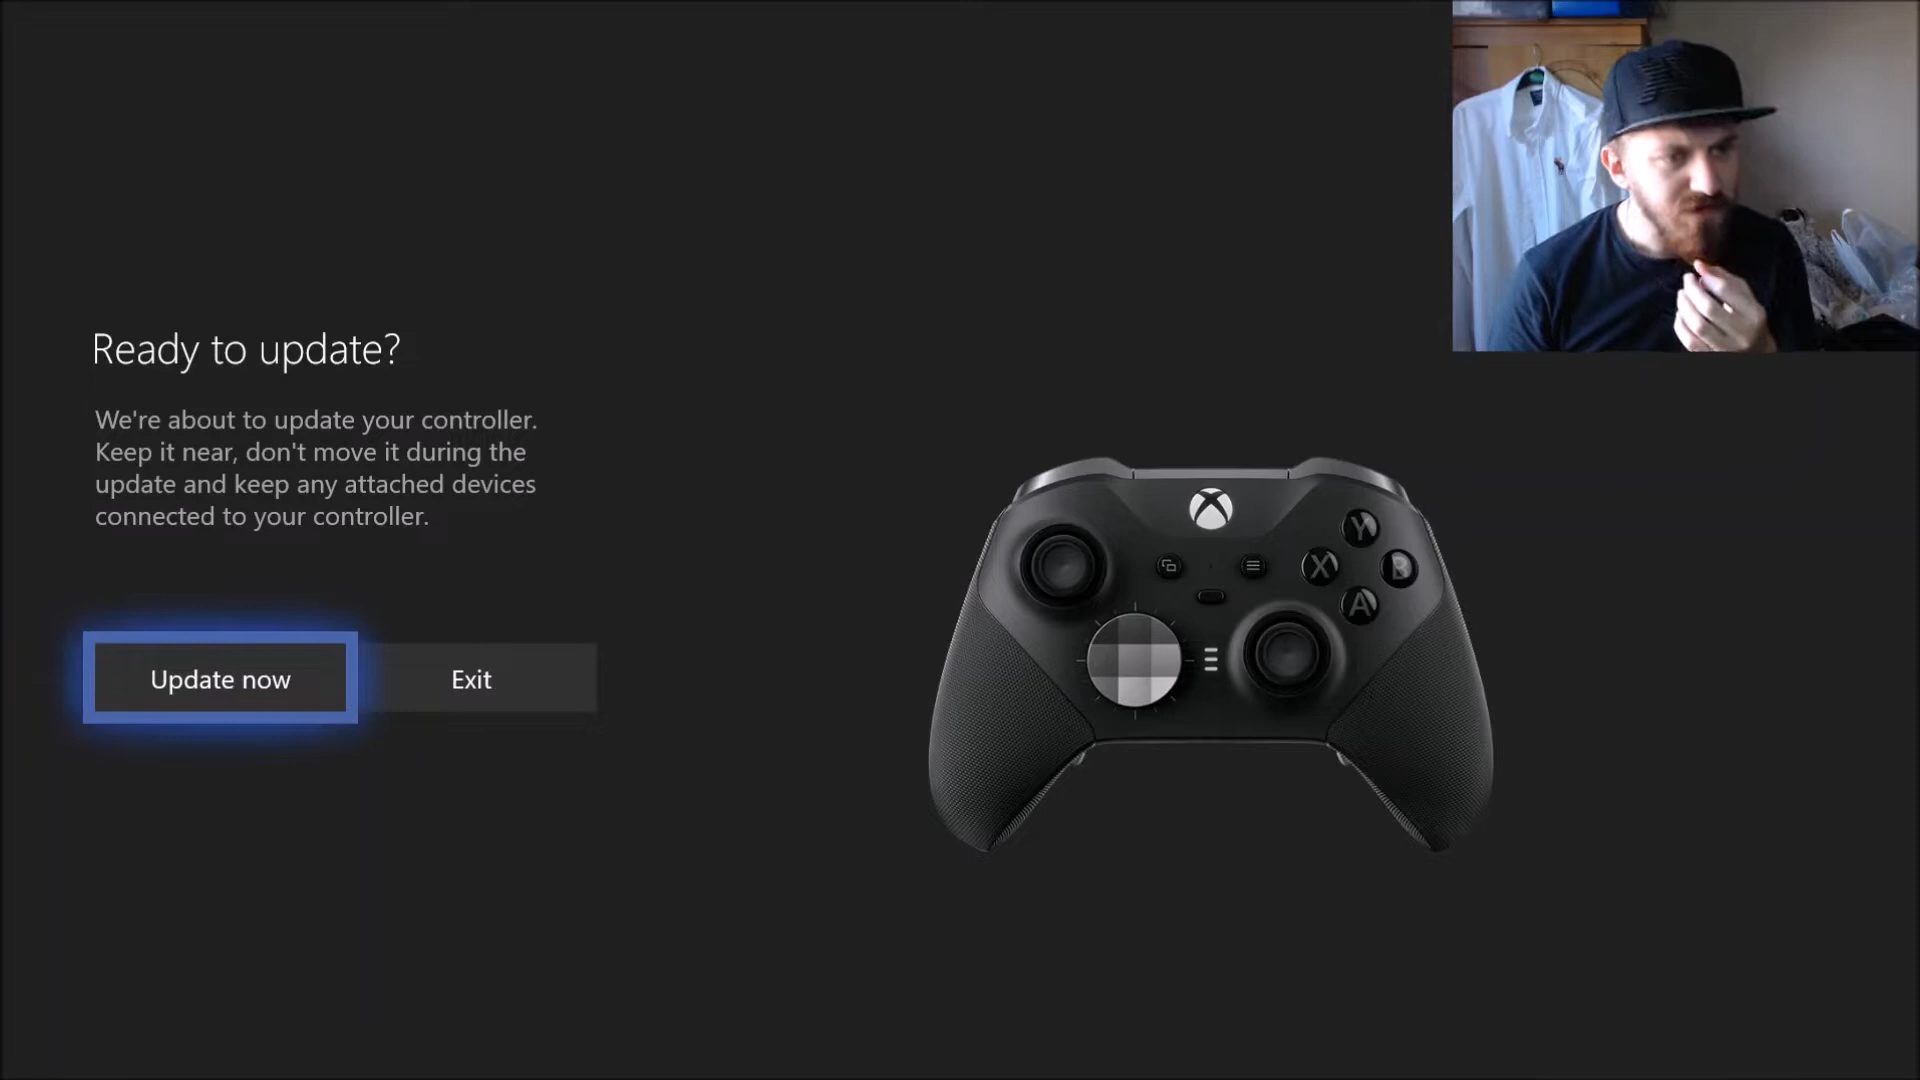 Ready to update?
We're about to update your controller.
Keep it near, don't move it during the
update and keep any attached devices
connected to your controller.
Update now
Exit
Y
X
B
A